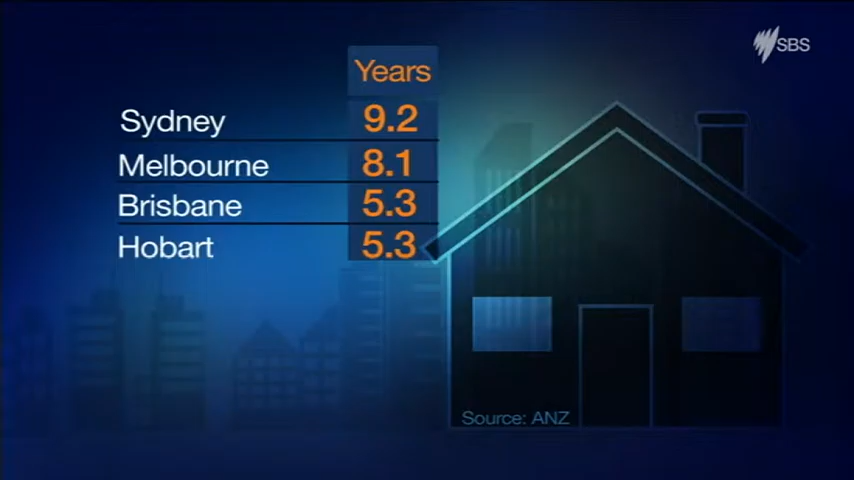 SBS
Years
Sydney 9.2
Melbourne 8.1
Brisbane 5.3
Hobart 5.3
Source: ANZ